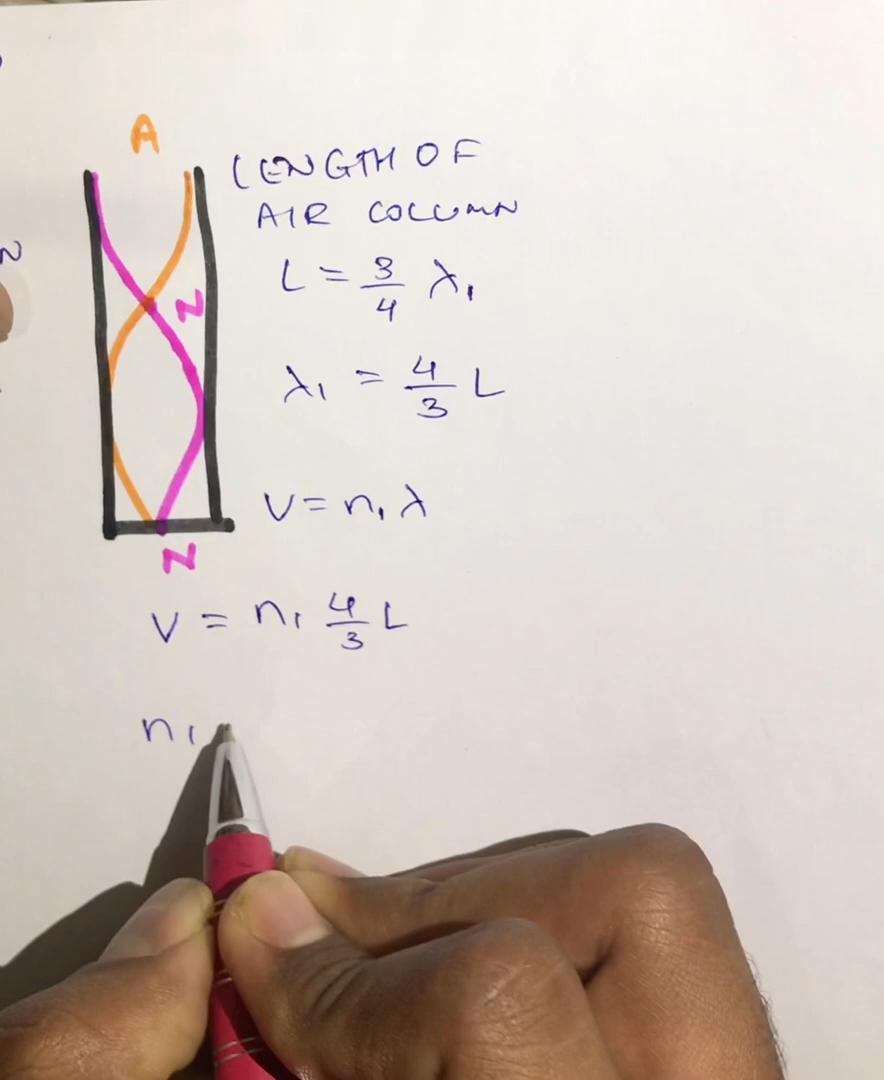 A
LENGTH OF
AIR COLUMN
L = 3/4 λ₁
N
λ₁ = 4/3 L
V = n₁ λ
N
V = n₁ 4/3 L
n₁